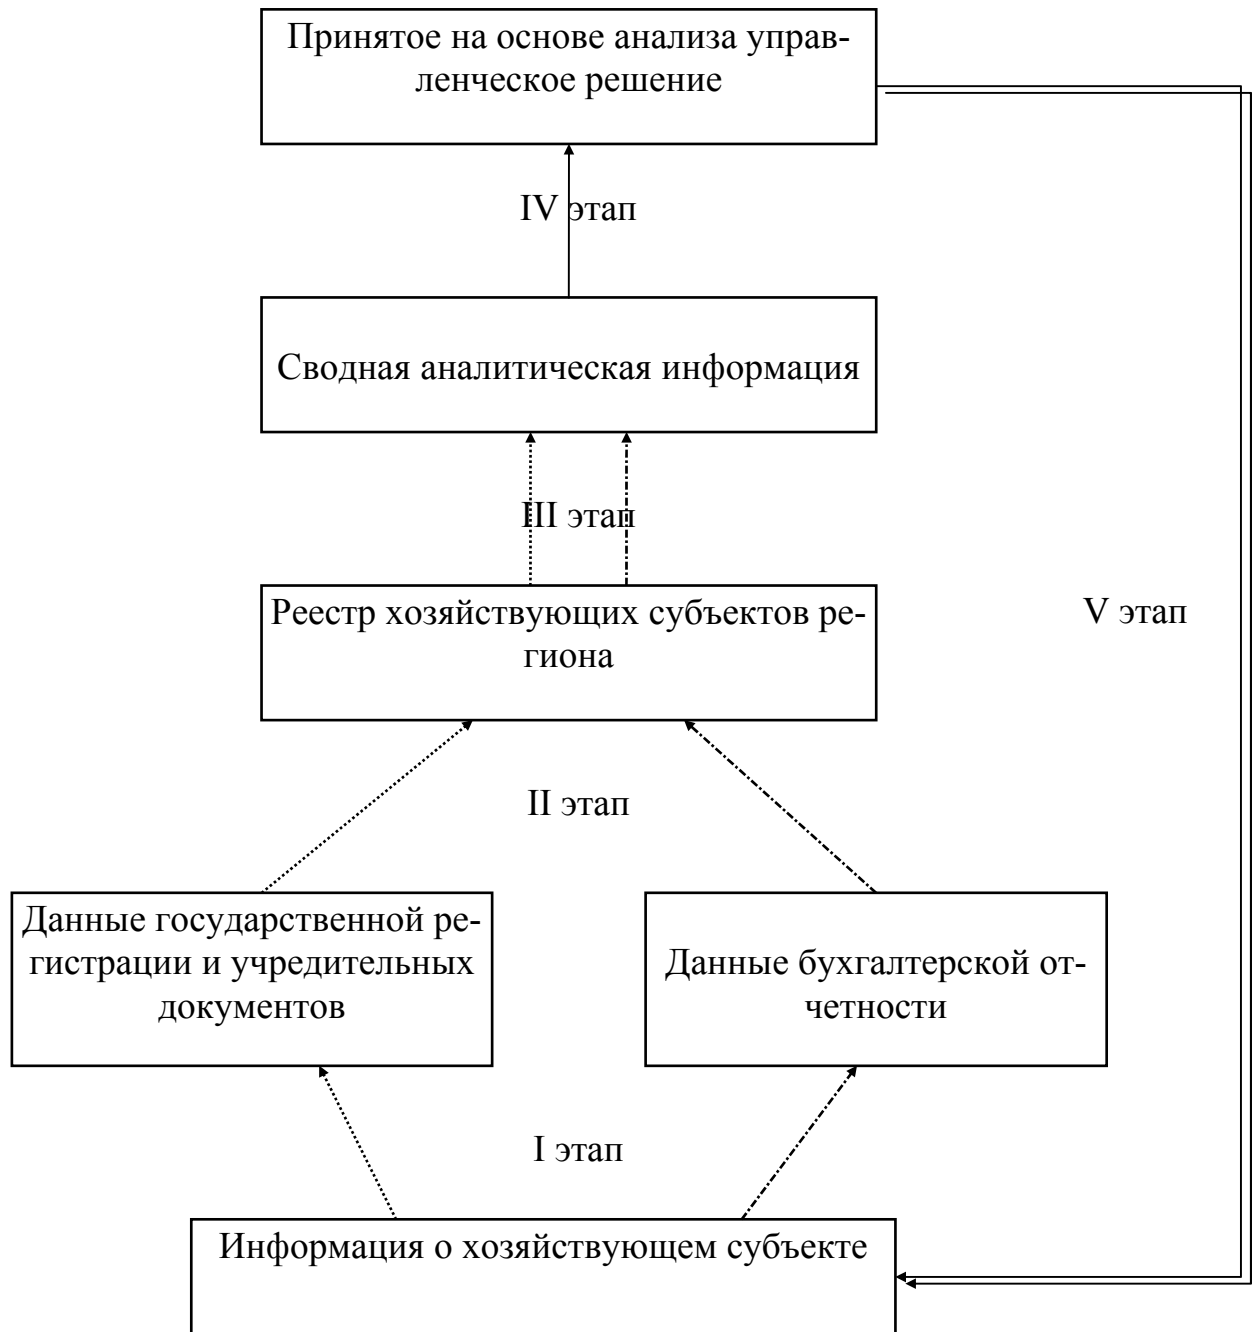 Принятое на основе анализа управ-
ленческое решение
IV этап
Сводная аналитическая информация
III этап
Реестр хозяйствующих субъектов ре-
гиона
V этап
II этап
Данные государственной ре-
гистрации и учредительных
документов
Данные бухгалтерской от-
четности
I этап
Информация о хозяйствующем субъекте